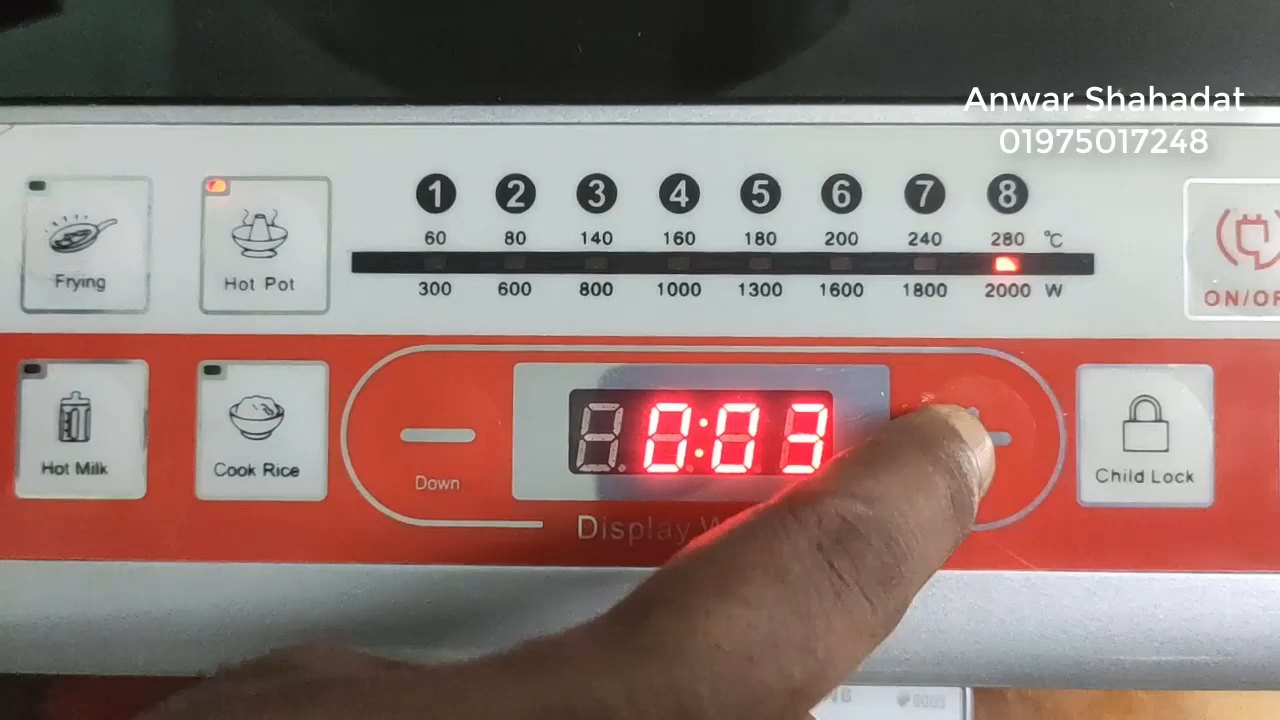 Anwar Shahadat
01975017248
1 2 3 4 5 6 7 8
60 80 140 160 180 200 240 280 °C
300 600 800 1000 1300 1600 1800 2000 W
Frying
Hot Pot
Hot Milk
Cook Rice
Down
0:03
Display
Child Lock